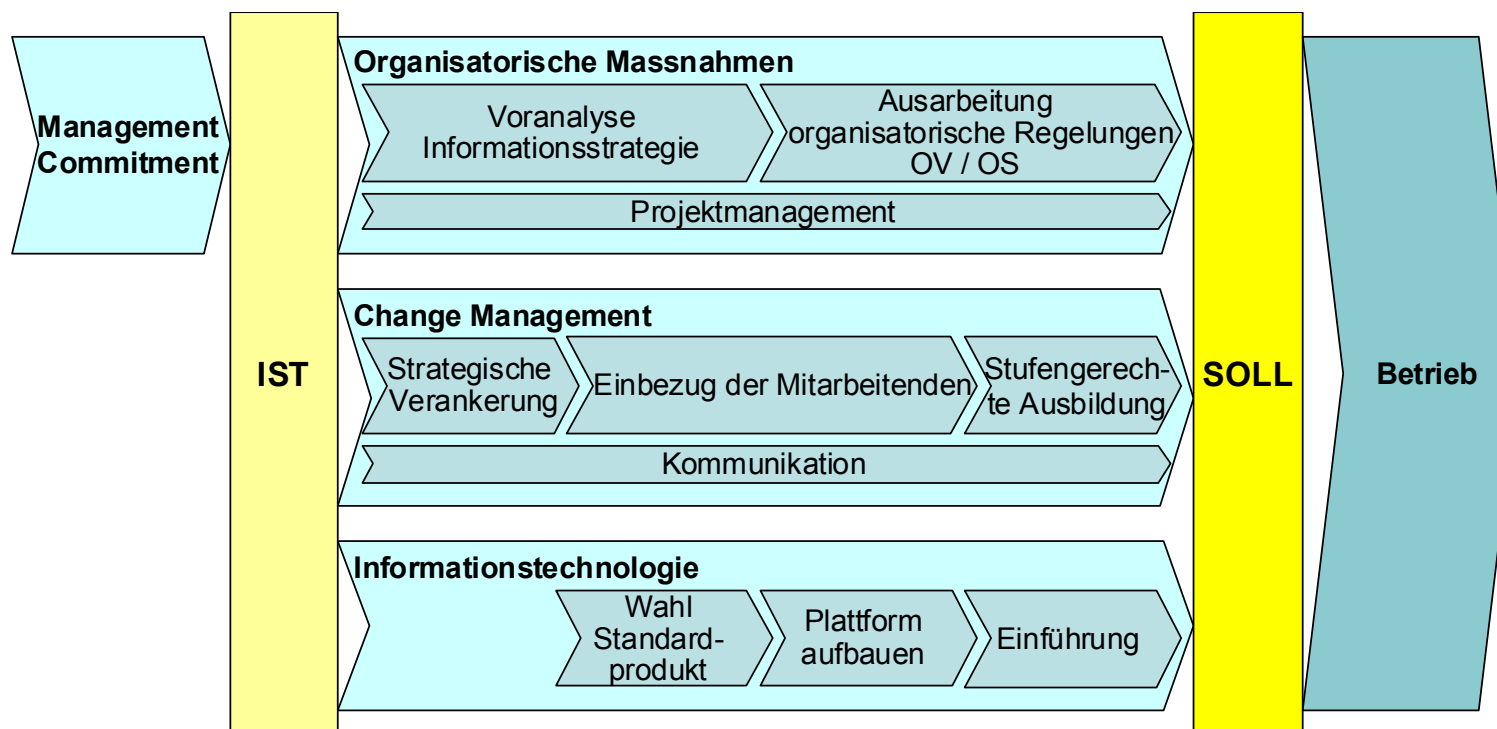 Management
Commitment
IST
Organisatorische Massnahmen
Voranalyse
Informationsstrategie
Ausarbeitung
organisatorische Regelungen
OV / OS
Projektmanagement
Change Management
Strategische
Verankerung
Einbezug der Mitarbeitenden
Stufengerech-
te Ausbildung
Kommunikation
Informationstechnologie
Wahl
Standard-
produkt
Plattform
aufbauen
Einführung
SOLL
Betrieb